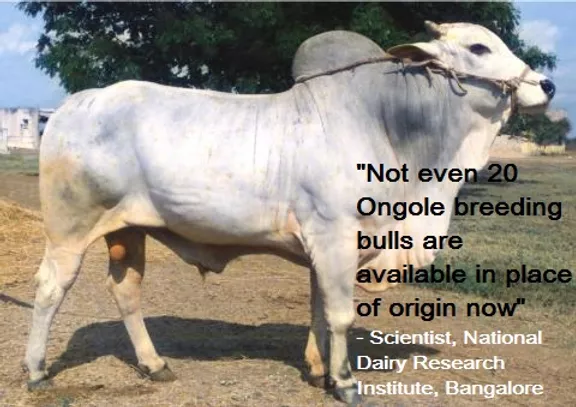 "Not even 20
Ongole breeding
bulls are
available in place
of origin now"
- Scientist, National
Dairy Research
Institute, Bangalore